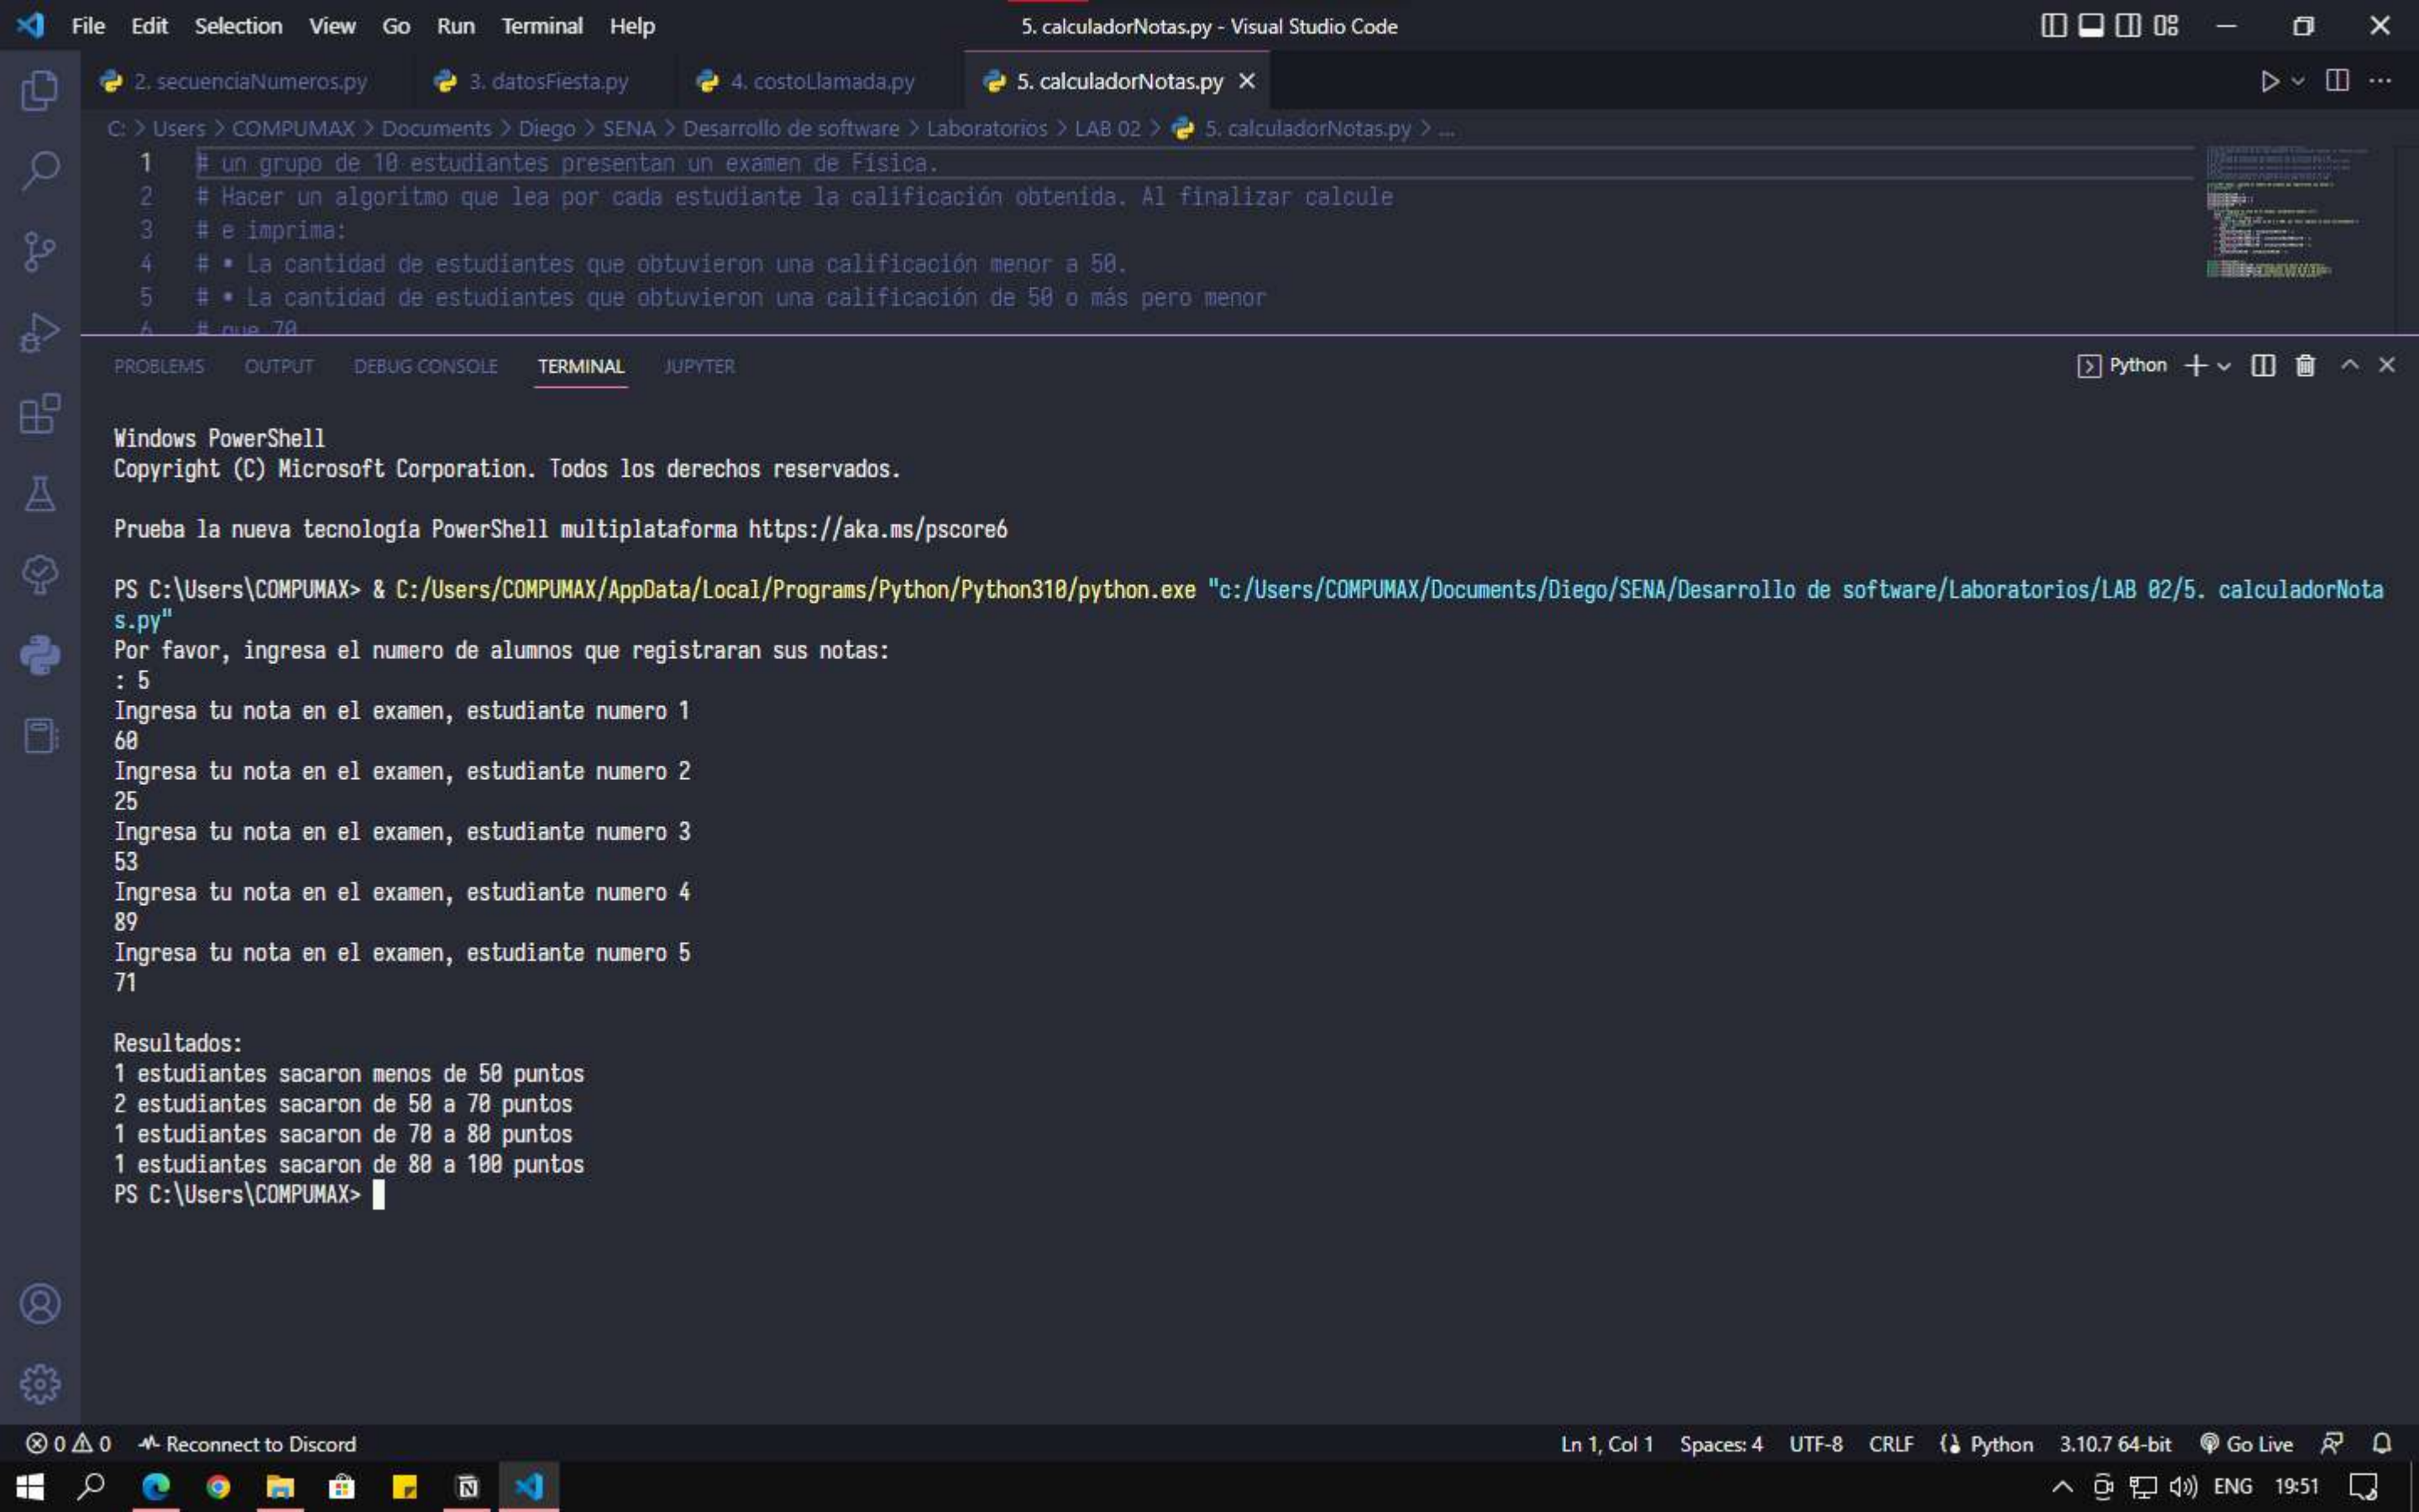 File Edit Selection View Go Run Terminal Help
5. calculadorNotas.py - Visual Studio Code
2. secuenciaNumeros.py
3. datosFiesta.py
4. costoLlamada.py
5. calculadorNotas.py
C: > Users > COMPUMAX > Documents > Diego > SENA > Desarrollo de software > Laboratorios > LAB 02 > 5. calculadorNotas.py > ...
1 # un grupo de 10 estudiantes presentan un examen de Física.
2 # Hacer un algoritmo que lea por cada estudiante la calificación obtenida. Al finalizar calcule
3 # e imprima:
4 # • La cantidad de estudiantes que obtuvieron una calificación menor a 50.
5 # • La cantidad de estudiantes que obtuvieron una calificación de 50 o más pero menor
6 # que 70
PROBLEMS OUTPUT DEBUG CONSOLE TERMINAL JUPYTER
Python
Windows PowerShell
Copyright (C) Microsoft Corporation. Todos los derechos reservados.
Prueba la nueva tecnología PowerShell multiplataforma https://aka.ms/pscore6
PS C:\Users\COMPUMAX> & C:/Users/COMPUMAX/AppData/Local/Programs/Python/Python310/python.exe "c:/Users/COMPUMAX/Documents/Diego/SENA/Desarrollo de software/Laboratorios/LAB 02/5. calculadorNota
s.py"
Por favor, ingresa el numero de alumnos que registraran sus notas:
: 5
Ingresa tu nota en el examen, estudiante numero 1
60
Ingresa tu nota en el examen, estudiante numero 2
25
Ingresa tu nota en el examen, estudiante numero 3
53
Ingresa tu nota en el examen, estudiante numero 4
89
Ingresa tu nota en el examen, estudiante numero 5
71
Resultados:
1 estudiantes sacaron menos de 50 puntos
2 estudiantes sacaron de 50 a 70 puntos
1 estudiantes sacaron de 70 a 80 puntos
1 estudiantes sacaron de 80 a 100 puntos
PS C:\Users\COMPUMAX>
0 0 Reconnect to Discord
Ln 1, Col 1 Spaces: 4 UTF-8 CRLF Python 3.10.7 64-bit Go Live
ENG 19:51